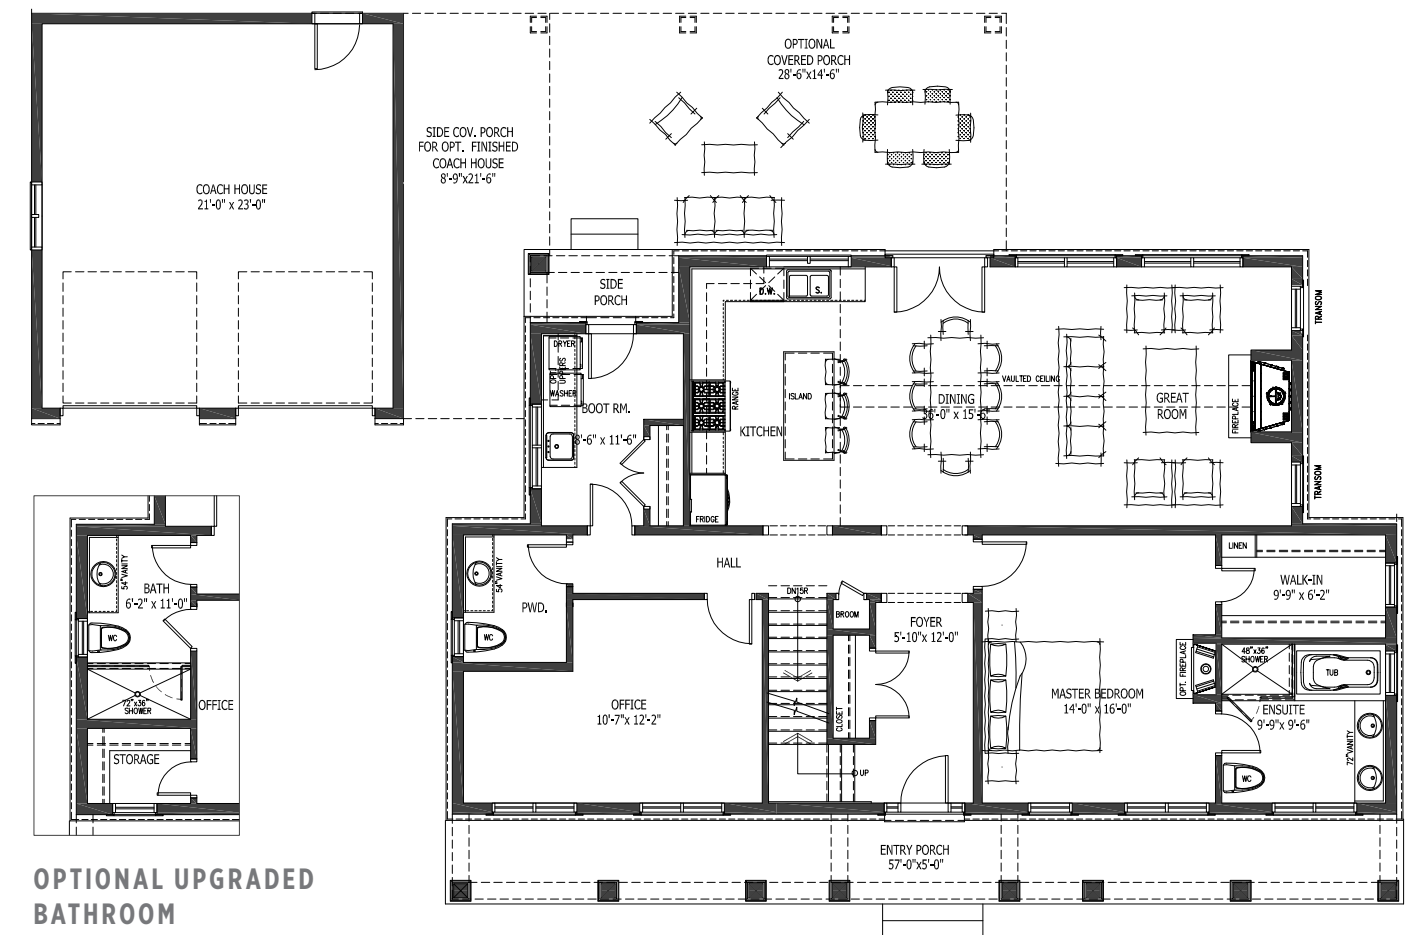 OPTIONAL
COVERED PORCH
28'-6"x14'-6"
SIDE COV. PORCH
FOR OPT. FINISHED
COACH HOUSE
8'-9"x21'-6"
COACH HOUSE
21'-0" x 23'-0"
SIDE
PORCH
D.W.
S.
TRANSOM
DRYER
OPT.
UPPERS
WASHER
BOOT RM.
8'-6" x 11'-6"
RANGE
KITCHEN
ISLAND
FRIDGE
DINING
36'-0" x 15'-6"
VAULTED CEILING
GREAT
ROOM
FIREPLACE
TRANSOM
HALL
54"VANITY
PWD.
WC
DN15R
BROOM
FOYER
5'-10"x 12'-0"
CLOSET
UP
OFFICE
10'-7"x 12'-2"
MASTER BEDROOM
14'-0" x 16'-0"
OPT. FIREPLACE
LINEN
WALK-IN
9'-9" x 6'-2"
48"x36"
SHOWER
TUB
ENSUITE
9'-9"x 9'-6"
72"VANITY
WC
ENTRY PORCH
57'-0"x5'-0"
54"VANITY
BATH
6'-2" x 11'-0"
WC
72"x36"
SHOWER
OFFICE
STORAGE
OPTIONAL UPGRADED
BATHROOM